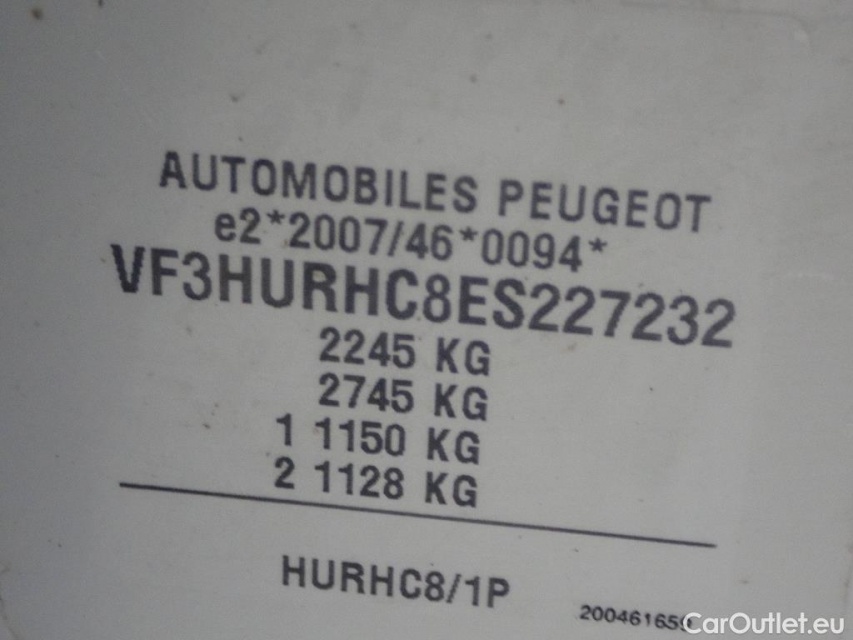 AUTOMOBILES PEUGEOT
e2*2007/46*0094*
VF3HURHC8ES227232
2245 KG
2745 KG
1 1150 KG
2 1128 KG
HURHC8/1P
200461659
CarOutlet.eu